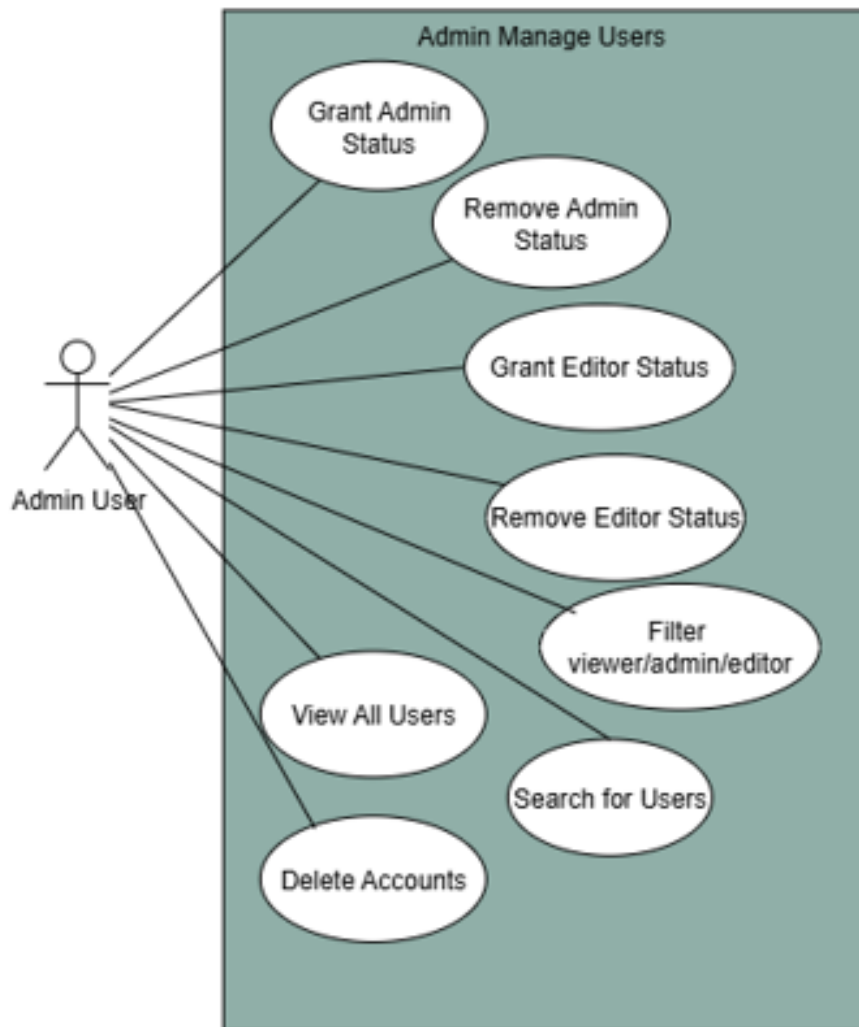 Admin Manage Users
Grant Admin
Status
Remove Admin
Status
Grant Editor Status
Admin User
Remove Editor Status
Filter
viewer/admin/editor
View All Users
Search for Users
Delete Accounts